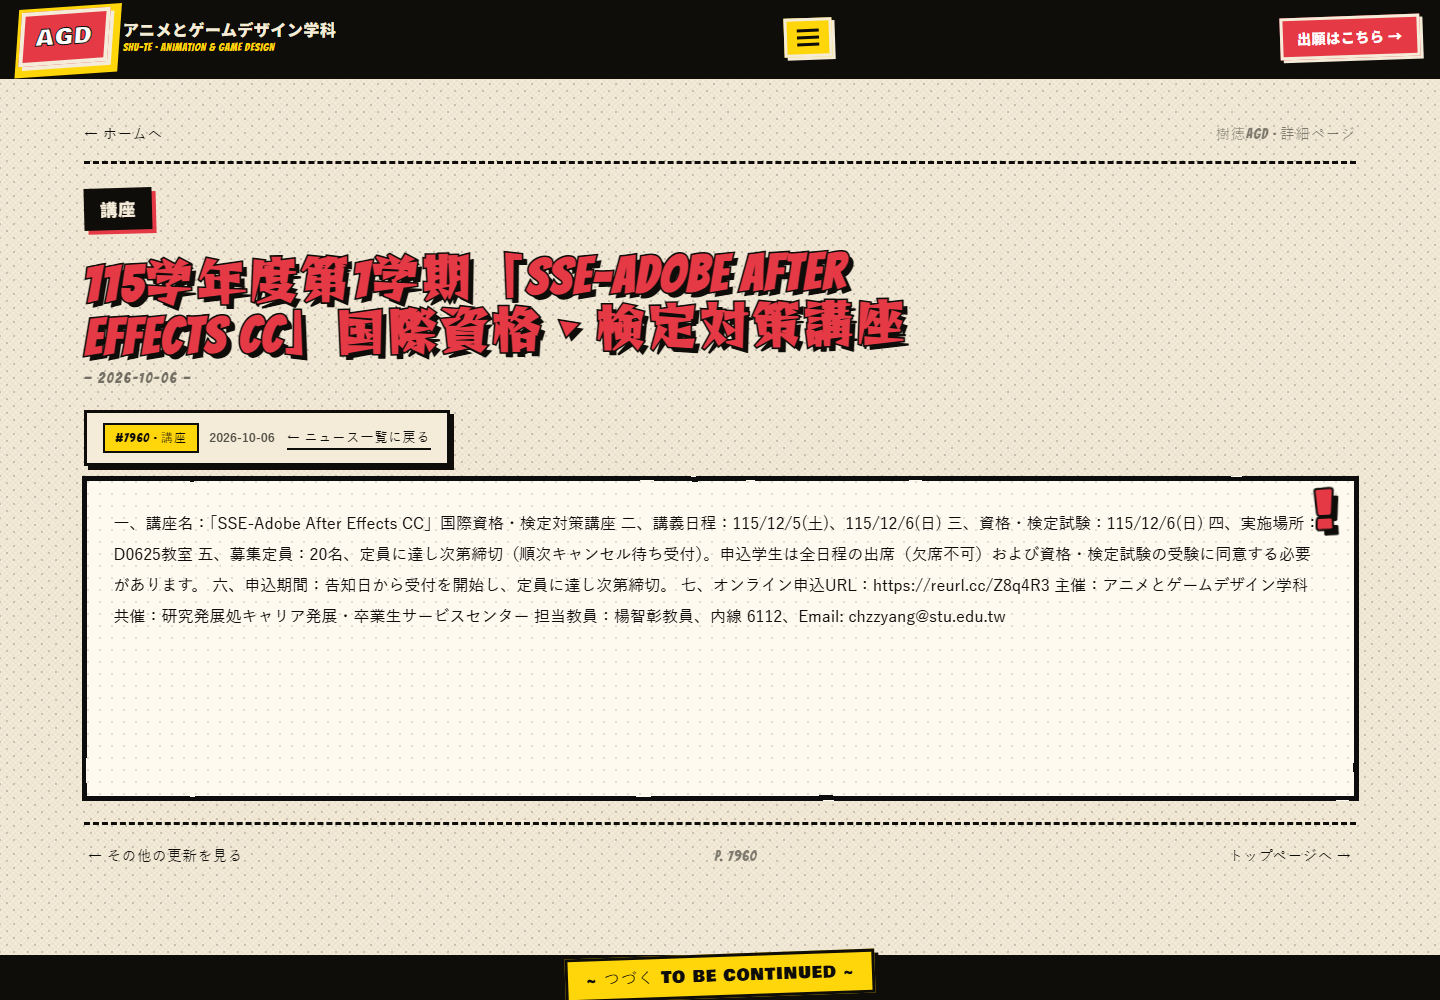 AGD
アニメとゲームデザイン学科
SHU-TE · ANIMATION & GAME DESIGN
出願はこちら →
← ホームへ
樹徳AGD · 詳細ページ
講座
115学年度第1学期「SSE-ADOBE AFTER
EFFECTS CC」国際資格・検定対策講座
— 2026-10-06 —
#7960 · 講座
2026-10-06
← ニュース一覧に戻る
!
一、講座名：「SSE-Adobe After Effects CC」国際資格・検定対策講座 二、講義日程：115/12/5(土)、115/12/6(日) 三、資格・検定試験：115/12/6(日) 四、実施場所：
D0625教室 五、募集定員：20名、定員に達し次第締切（順次キャンセル待ち受付）。申込学生は全日程の出席（欠席不可）および資格・検定試験の受験に同意する必要
があります。 六、申込期間：告知日から受付を開始し、定員に達し次第締切。 七、オンライン申込URL：https://reurl.cc/Z8q4R3 主催：アニメとゲームデザイン学科
共催：研究発展処キャリア発展・卒業生サービスセンター 担当教員：楊智彰教員、内線 6112、Email: chzzyang@stu.edu.tw
← その他の更新を見る
P. 7960
トップページへ →
~ つづく TO BE CONTINUED ~